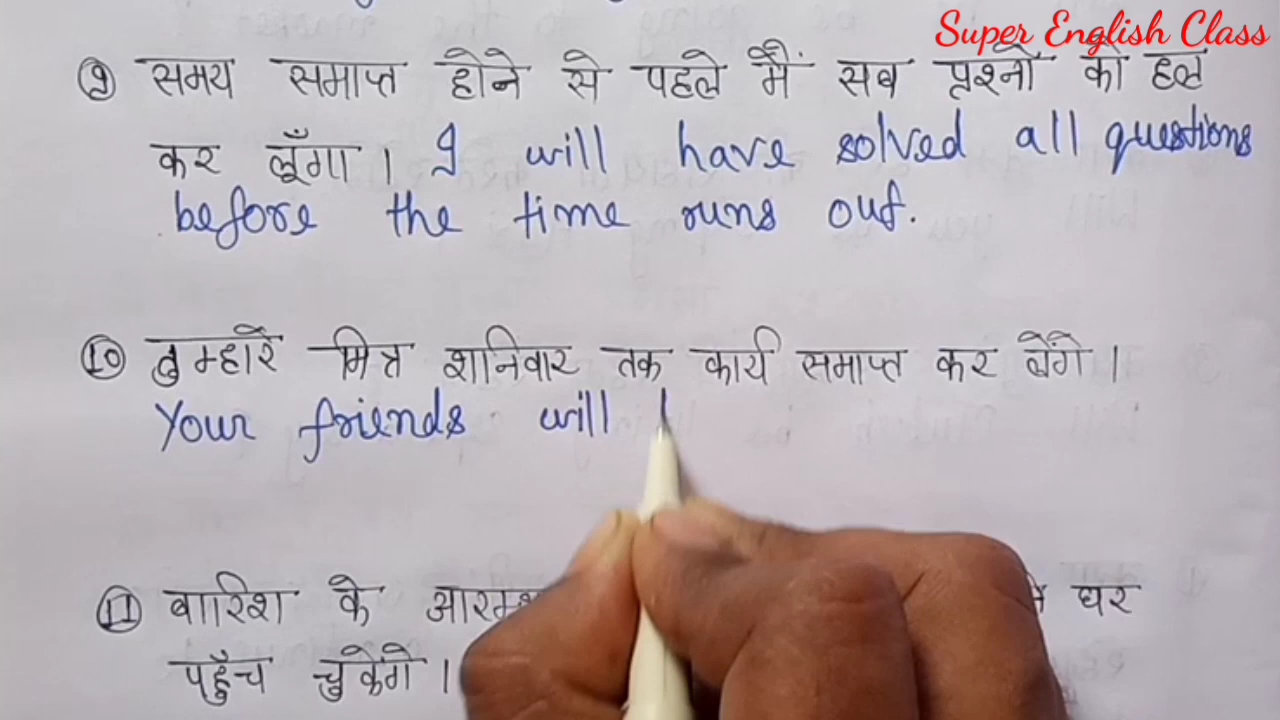 Super English Class
⑨ समय समाप्त होने से पहले मैं सब प्रश्नों को हल
कर लूँगा। I will have solved all questions
before the time runs out.
⑩ तुम्हारे मित्र शनिवार तक कार्य समाप्त कर लेंगे।
Your friends will
⑪ बारिश के घर
पहुँच चुकेंगे।